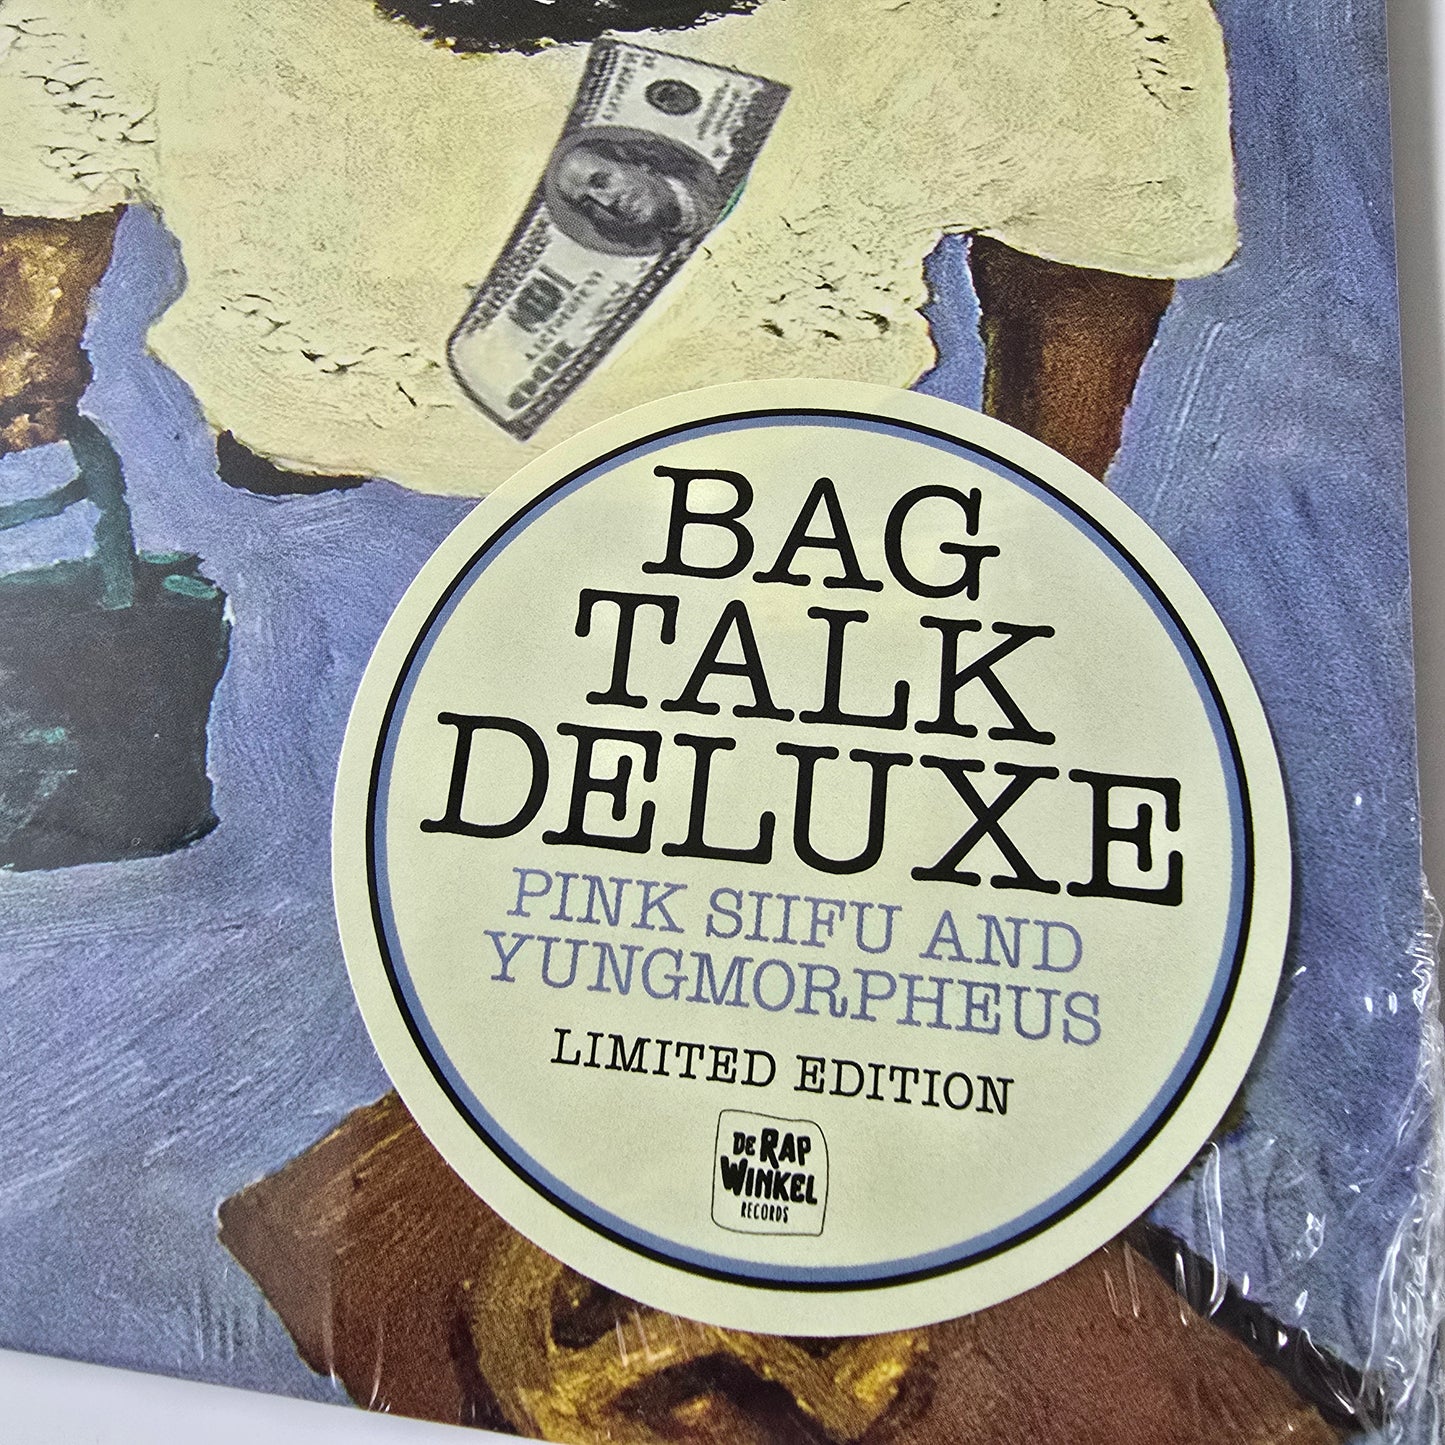 BAG
TALK
DELUXE
PINK SIIFU AND
YUNGMORPHEUS
LIMITED EDITION
DE RAP
WINKEL
RECORDS